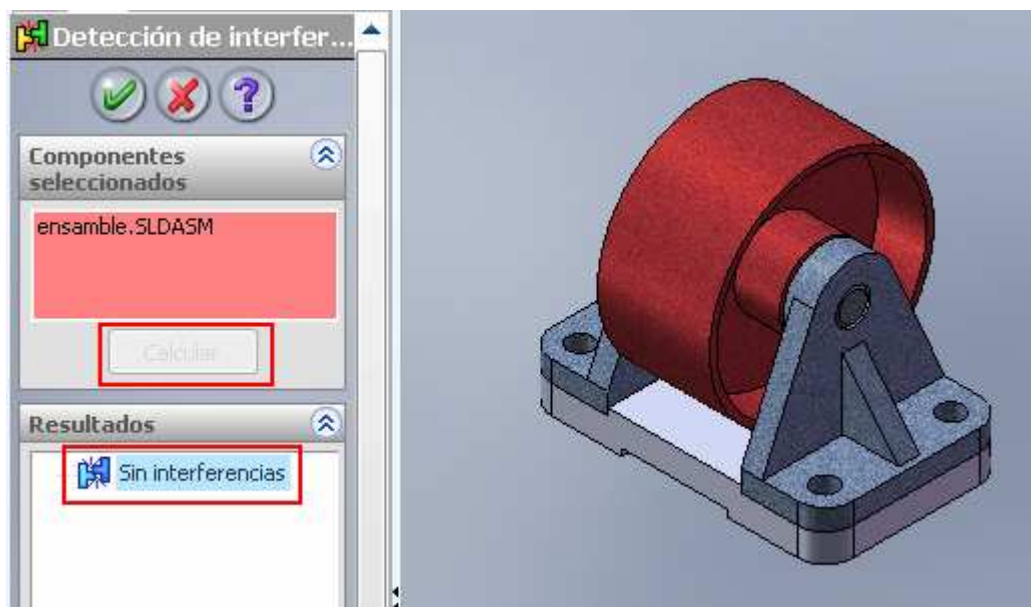 Detección de interfer...
Componentes
seleccionados
ensamble.SLDASM
Calcular
Resultados
Sin interferencias